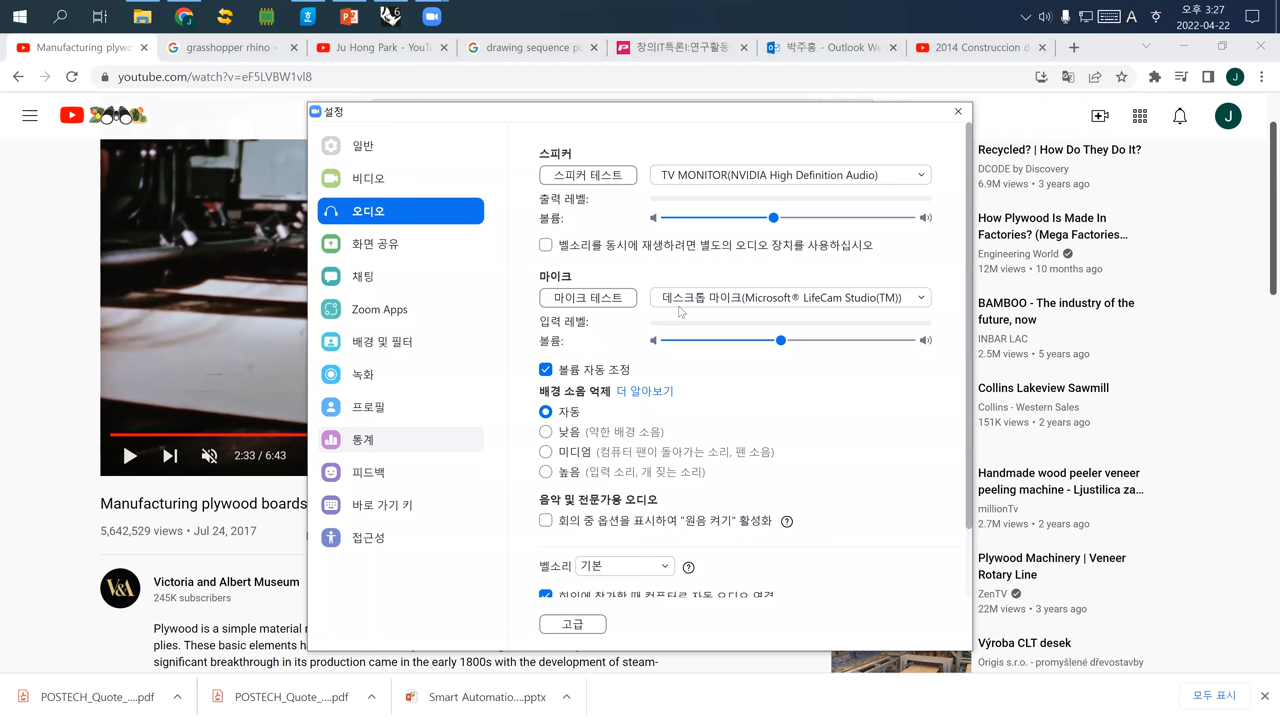 오후 3:27
2022-04-22
A
Manufacturing plywo
grasshopper rhino -
Ju Hong Park - YouTu
drawing sequence po
창의IT특론I:연구활동
박주홍 - Outlook We
2014 Construccion d
youtube.com/watch?v=eF5LVBW1vl8
J
J
설정
일반
비디오
오디오
화면 공유
채팅
Zoom Apps
배경 및 필터
녹화
프로필
통계
피드백
바로 가기 키
접근성
스피커
스피커 테스트
TV MONITOR(NVIDIA High Definition Audio)
출력 레벨:
볼륨:
벨소리를 동시에 재생하려면 별도의 오디오 장치를 사용하십시오
마이크
마이크 테스트
데스크톱 마이크(Microsoft® LifeCam Studio(TM))
입력 레벨:
볼륨:
볼륨 자동 조정
배경 소음 억제 더 알아보기
자동
낮음 (약한 배경 소음)
미디엄 (컴퓨터 팬이 돌아가는 소리, 펜 소음)
높음 (입력 소리, 개 짖는 소리)
음악 및 전문가용 오디오
회의 중 옵션을 표시하여 "원음 켜기" 활성화
벨소리 기본
회의에 참가할 때 컴퓨터로 자동 오디오 연결
고급
2:33 / 6:43
Manufacturing plywood boards
5,642,529 views • Jul 24, 2017
V&A
Victoria and Albert Museum
245K subscribers
Plywood is a simple material
plies. These basic elements h
significant breakthrough in its production came in the early 1800s with the development of steam-
Recycled? | How Do They Do It?
DCODE by Discovery
6.9M views • 3 years ago
How Plywood Is Made In
Factories? (Mega Factories...
Engineering World
12M views • 10 months ago
BAMBOO - The industry of the
future, now
INBAR LAC
2.5M views • 5 years ago
Collins Lakeview Sawmill
Collins - Western Sales
151K views • 2 years ago
Handmade wood peeler veneer
peeling machine - Ljustilica za...
millionTv
2.7M views • 2 years ago
Plywood Machinery | Veneer
Rotary Line
ZenTV
22M views • 3 years ago
Výroba CLT desek
Origis s.r.o. - promyšlené dřevostavby
POSTECH_Quote_....pdf
POSTECH_Quote_....pdf
Smart Automatio....pptx
모두 표시